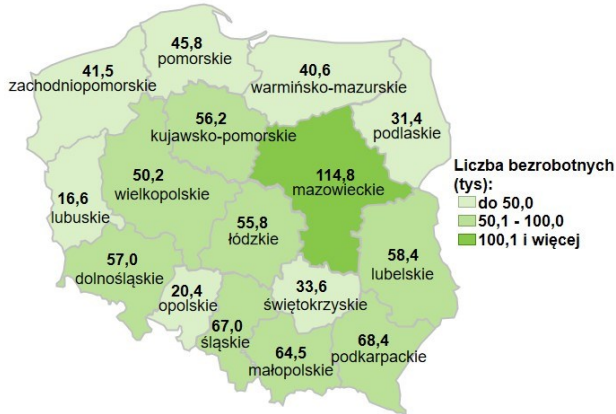 45,8
pomorskie
41,5
zachodniopomorskie
40,6
warmińsko-mazurskie
56,2
kujawsko-pomorskie
31,4
podlaskie
114,8
mazowieckie
50,2
wielkopolskie
16,6
lubuskie
55,8
łódzkie
58,4
lubelskie
57,0
dolnośląskie
20,4
opolskie
33,6
świętokrzyskie
67,0
śląskie
64,5
małopolskie
68,4
podkarpackie
Liczba bezrobotnych
(tys):
do 50,0
50,1 - 100,0
100,1 i więcej